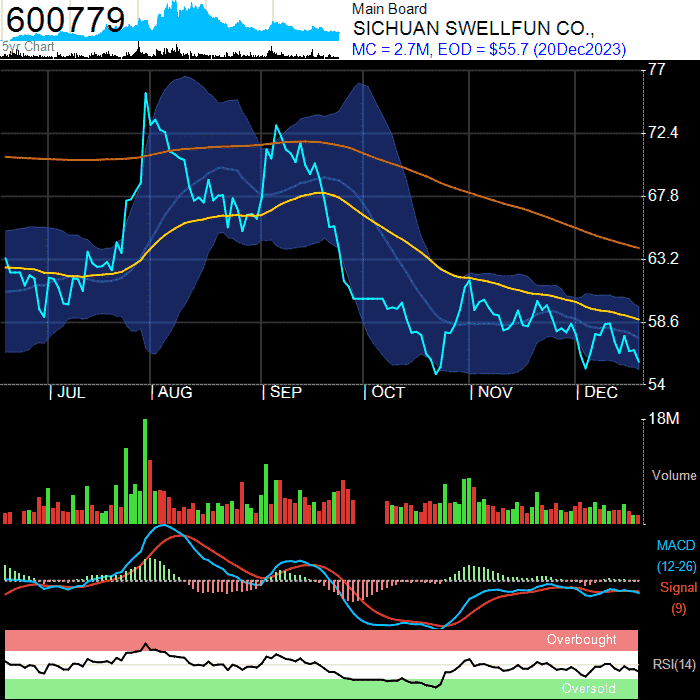 600779
5yr Chart
Main Board
SICHUAN SWELLFUN CO.,
MC = 2.7M, EOD = $55.7 (20Dec2023)
77
72.4
67.8
63.2
58.6
54
| JUL | AUG | SEP | OCT | NOV | DEC
18M
Volume
MACD
(12-26)
Signal
(9)
Overbought
RSI(14)
Oversold